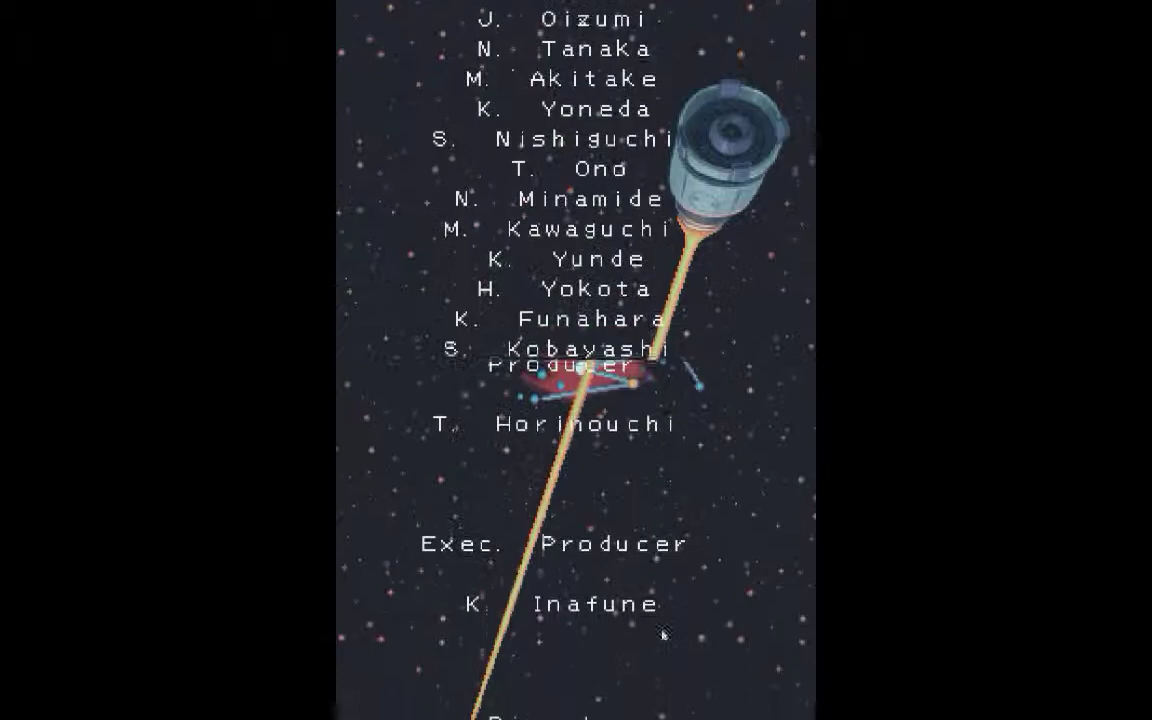 J. Oizumi
N. Tanaka
M. Akitake
K. Yoneda
S. Nishiguchi
T. Ono
N. Minamide
M. Kawaguchi
K. Yunde
H. Yokota
K. Funahara
S. Kobayashi
Producer
T. Horinouchi
Exec. Producer
K. Inafune